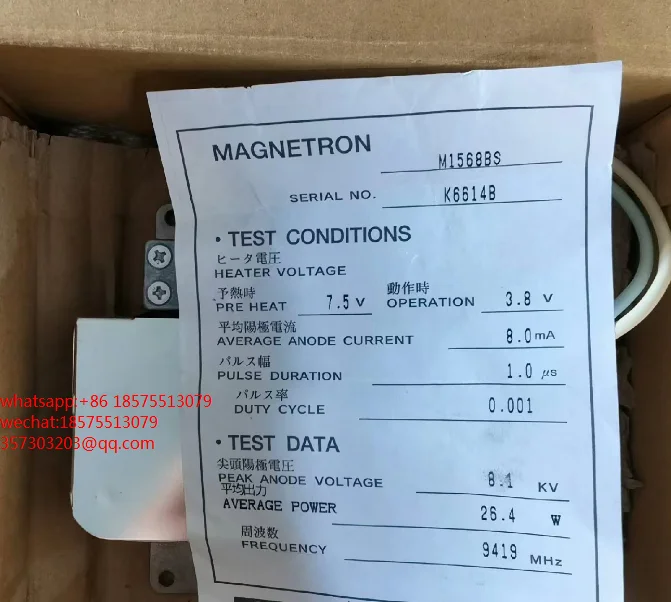 MAGNETRON M1568BS
SERIAL NO. K6614B
• TEST CONDITIONS
ヒータ電圧
HEATER VOLTAGE
予熱時 動作時
PRE HEAT 7.5 V OPERATION 3.8 V
平均陽極電流
AVERAGE ANODE CURRENT 8.0 mA
パルス幅
PULSE DURATION 1.0 μs
パルス率
DUTY CYCLE 0.001
• TEST DATA
尖頭陽極電圧
PEAK ANODE VOLTAGE 8.1 KV
平均出力
AVERAGE POWER 26.4 W
周波数
FREQUENCY 9419 MHz
whatsapp:+86 18575513079
wechat:18575513079
357303203@qq.com